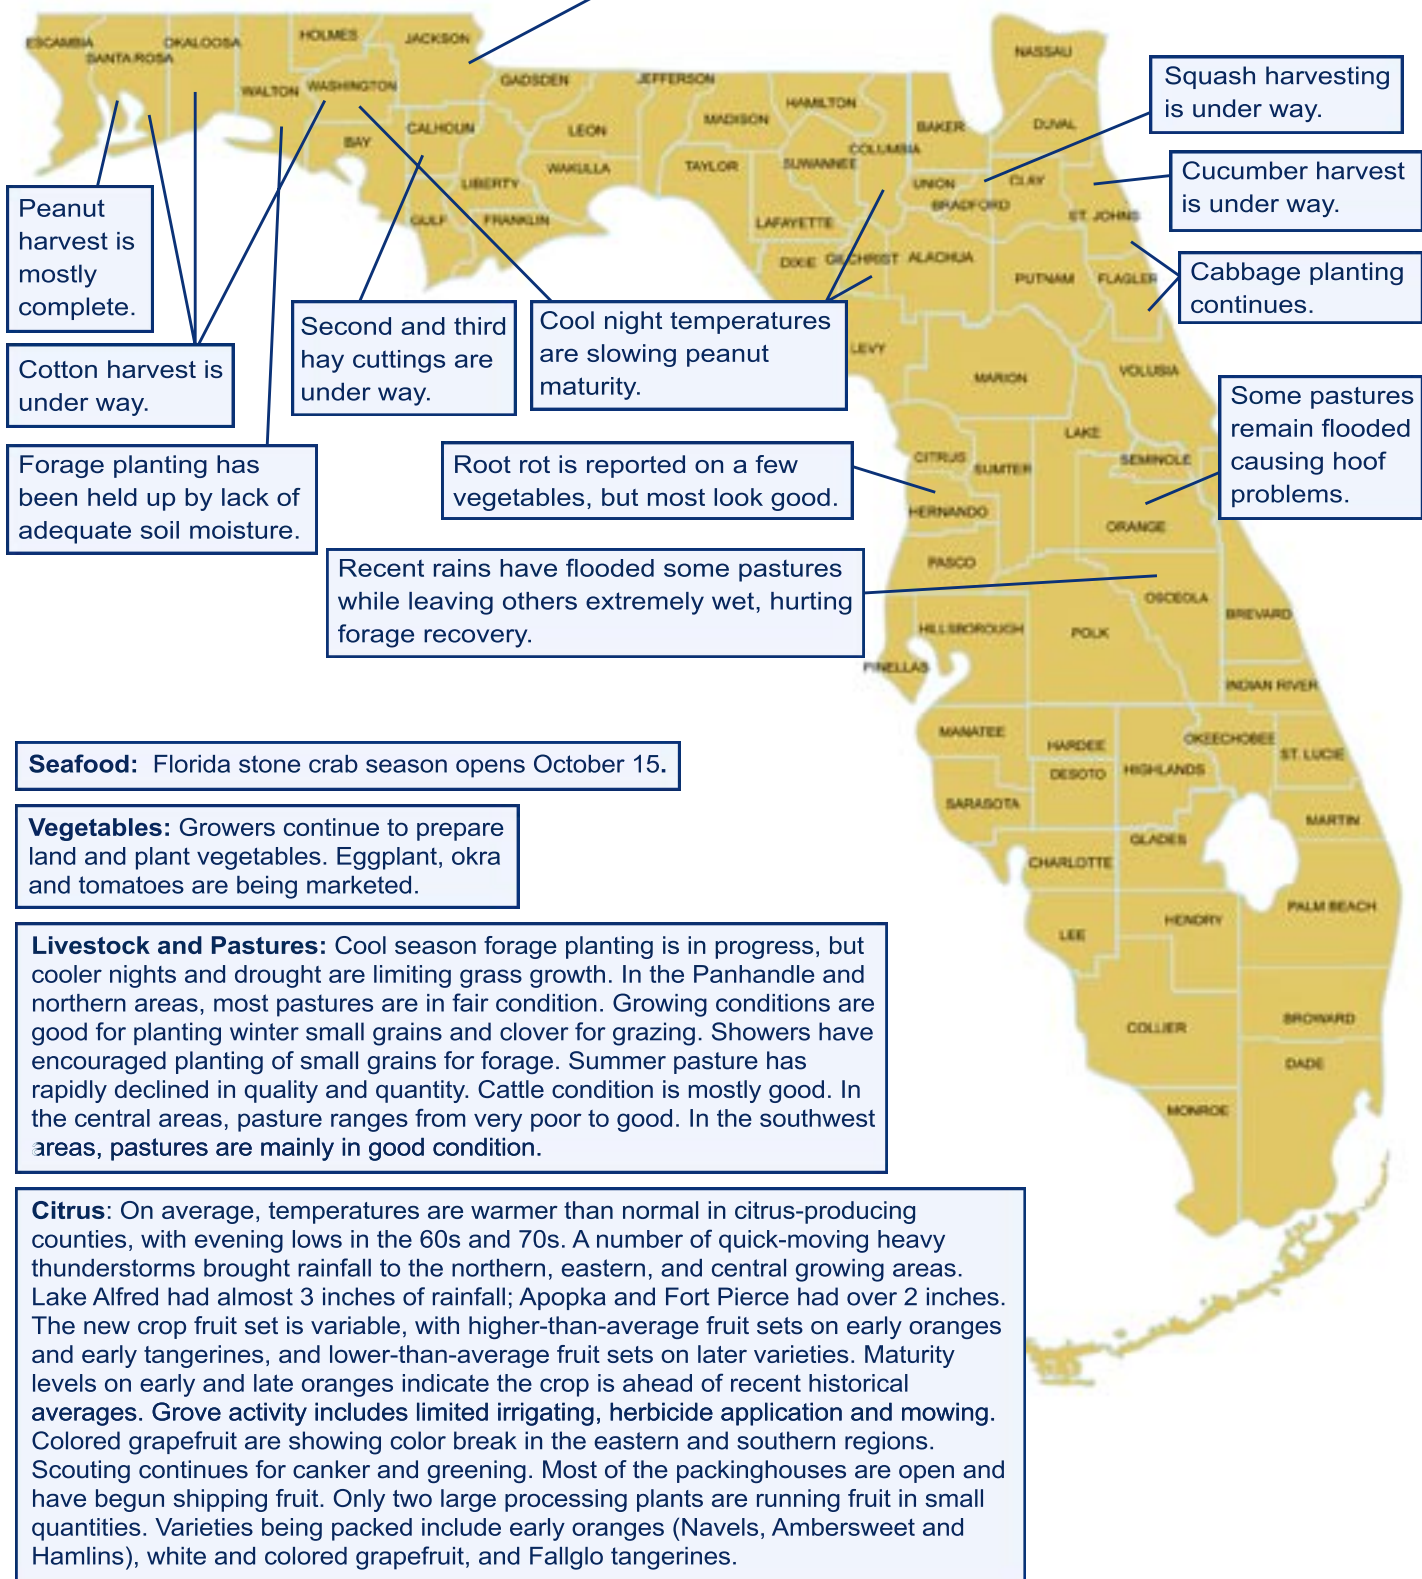 ESCAMBIA
SANTA ROSA
OKALOOSA
HOLMES
JACKSON
WALTON
WASHINGTON
BAY
CALHOUN
GULF
LIBERTY
FRANKLIN
GADSDEN
LEON
WAKULLA
JEFFERSON
MADISON
TAYLOR
HAMILTON
SUWANNEE
COLUMBIA
LAFAYETTE
DIXIE
GILCHRIST
BAKER
UNION
BRADFORD
ALACHUA
NASSAU
DUVAL
CLAY
ST. JOHNS
PUTNAM
FLAGLER
LEVY
MARION
VOLUSIA
LAKE
CITRUS
SUMTER
SEMINOLE
HERNANDO
ORANGE
PASCO
OSCEOLA
BREVARD
HILLSBOROUGH
POLK
PINELLAS
INDIAN RIVER
MANATEE
HARDEE
OKEECHOBEE
ST. LUCIE
DESOTO
HIGHLANDS
SARASOTA
MARTIN
GLADES
CHARLOTTE
PALM BEACH
HENDRY
LEE
COLLIER
BROWARD
DADE
MONROE
Squash harvesting
is under way.
Cucumber harvest
is under way.
Cabbage planting
continues.
Peanut
harvest is
mostly
complete.
Cotton harvest is
under way.
Second and third
hay cuttings are
under way.
Cool night temperatures
are slowing peanut
maturity.
Some pastures
remain flooded
causing hoof
problems.
Forage planting has
been held up by lack of
adequate soil moisture.
Root rot is reported on a few
vegetables, but most look good.
Recent rains have flooded some pastures
while leaving others extremely wet, hurting
forage recovery.
Seafood: Florida stone crab season opens October 15.
Vegetables: Growers continue to prepare
land and plant vegetables. Eggplant, okra
and tomatoes are being marketed.
Livestock and Pastures: Cool season forage planting is in progress, but
cooler nights and drought are limiting grass growth. In the Panhandle and
northern areas, most pastures are in fair condition. Growing conditions are
good for planting winter small grains and clover for grazing. Showers have
encouraged planting of small grains for forage. Summer pasture has
rapidly declined in quality and quantity. Cattle condition is mostly good. In
the central areas, pasture ranges from very poor to good. In the southwest
areas, pastures are mainly in good condition.
Citrus: On average, temperatures are warmer than normal in citrus-producing
counties, with evening lows in the 60s and 70s. A number of quick-moving heavy
thunderstorms brought rainfall to the northern, eastern, and central growing areas.
Lake Alfred had almost 3 inches of rainfall; Apopka and Fort Pierce had over 2 inches.
The new crop fruit set is variable, with higher-than-average fruit sets on early oranges
and early tangerines, and lower-than-average fruit sets on later varieties. Maturity
levels on early and late oranges indicate the crop is ahead of recent historical
averages. Grove activity includes limited irrigating, herbicide application and mowing.
Colored grapefruit are showing color break in the eastern and southern regions.
Scouting continues for canker and greening. Most of the packinghouses are open and
have begun shipping fruit. Only two large processing plants are running fruit in small
quantities. Varieties being packed include early oranges (Navels, Ambersweet and
Hamlins), white and colored grapefruit, and Fallglo tangerines.